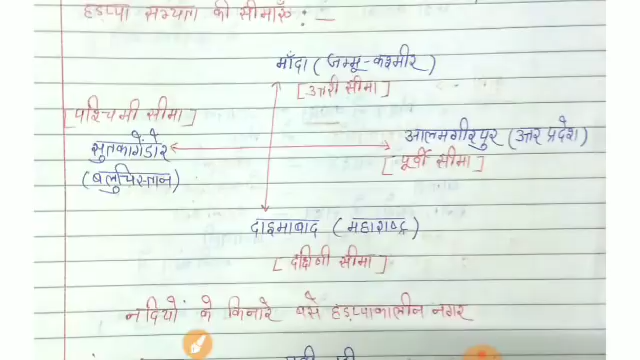 हड़प्पा सभ्यता की सीमाएँ : –
माँदा (जम्मू-कश्मीर)
[उत्तरी सीमा]
[पश्चिमी सीमा]
सुतकागेंडोर
(बलुचिस्तान)
आलमगीरपुर (उत्तर प्रदेश)
[पूर्वी सीमा]
दाइमाबाद (महाराष्ट्र)
[दक्षिणी सीमा]
नदियों के किनारे बसे हड़प्पाकालीन नगर